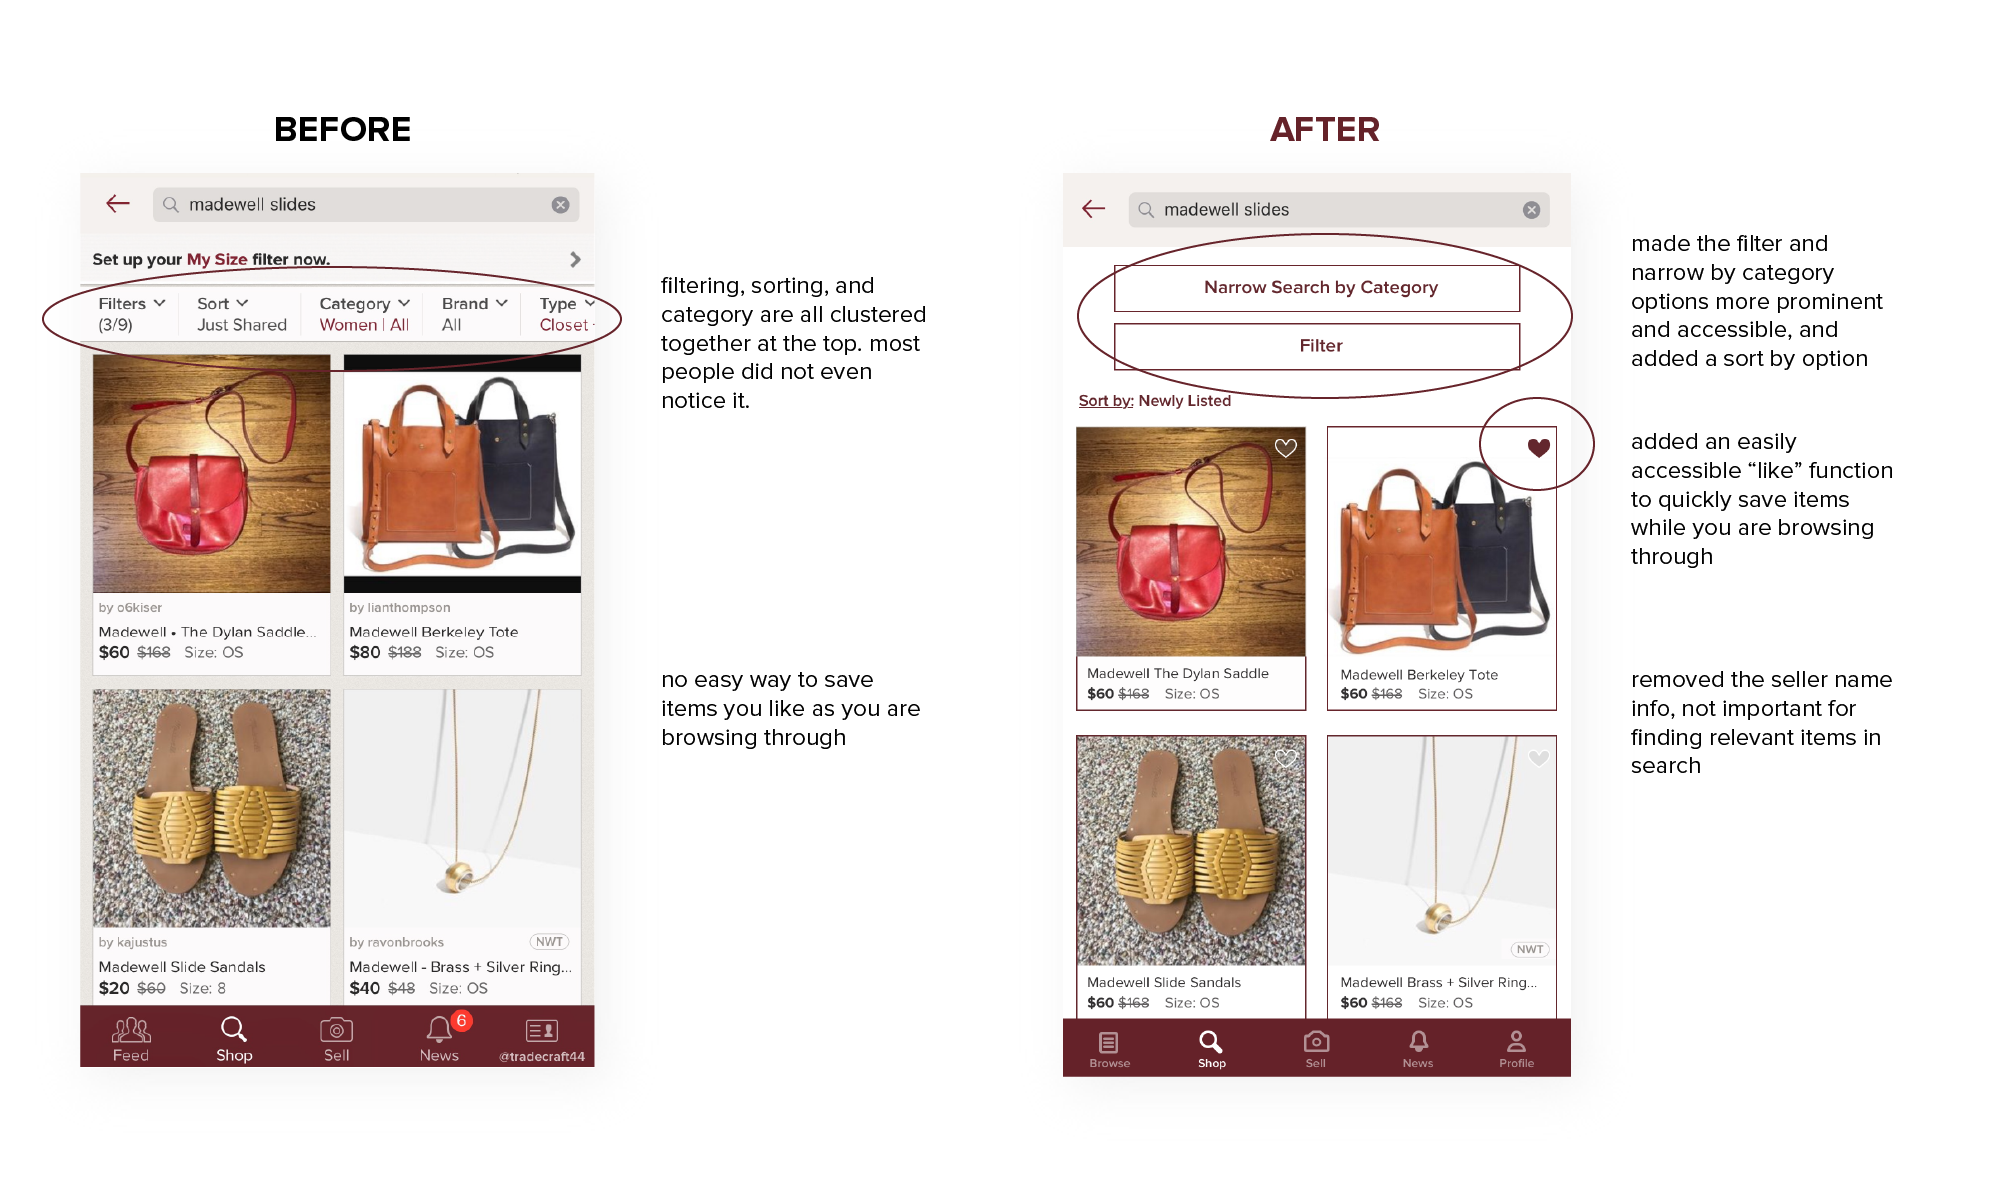 BEFORE
madewell slides
Set up your My Size filter now.
Filters Sort Category Brand Type
(3/9) Just Shared Women | All All Closet
by o6kiser
Madewell • The Dylan Saddle...
$60 $168 Size: OS
by lianthompson
Madewell Berkeley Tote
$80 $188 Size: OS
by kajustus
Madewell Slide Sandals
$20 $60 Size: 8
by ravonbrooks NWT
Madewell - Brass + Silver Ring...
$40 $48 Size: OS
6
Feed Shop Sell News @tradecraft44
filtering, sorting, and
category are all clustered
together at the top. most
people did not even
notice it.
no easy way to save
items you like as you are
browsing through
AFTER
madewell slides
Narrow Search by Category
Filter
Sort by: Newly Listed
Madewell The Dylan Saddle
$60 $168 Size: OS
Madewell Berkeley Tote
$60 $168 Size: OS
Madewell Slide Sandals
$60 $168 Size: OS
NWT
Madewell Brass + Silver Ring...
$60 $168 Size: OS
Browse Shop Sell News Profile
made the filter and
narrow by category
options more prominent
and accessible, and
added a sort by option
added an easily
accessible “like” function
to quickly save items
while you are browsing
through
removed the seller name
info, not important for
finding relevant items in
search